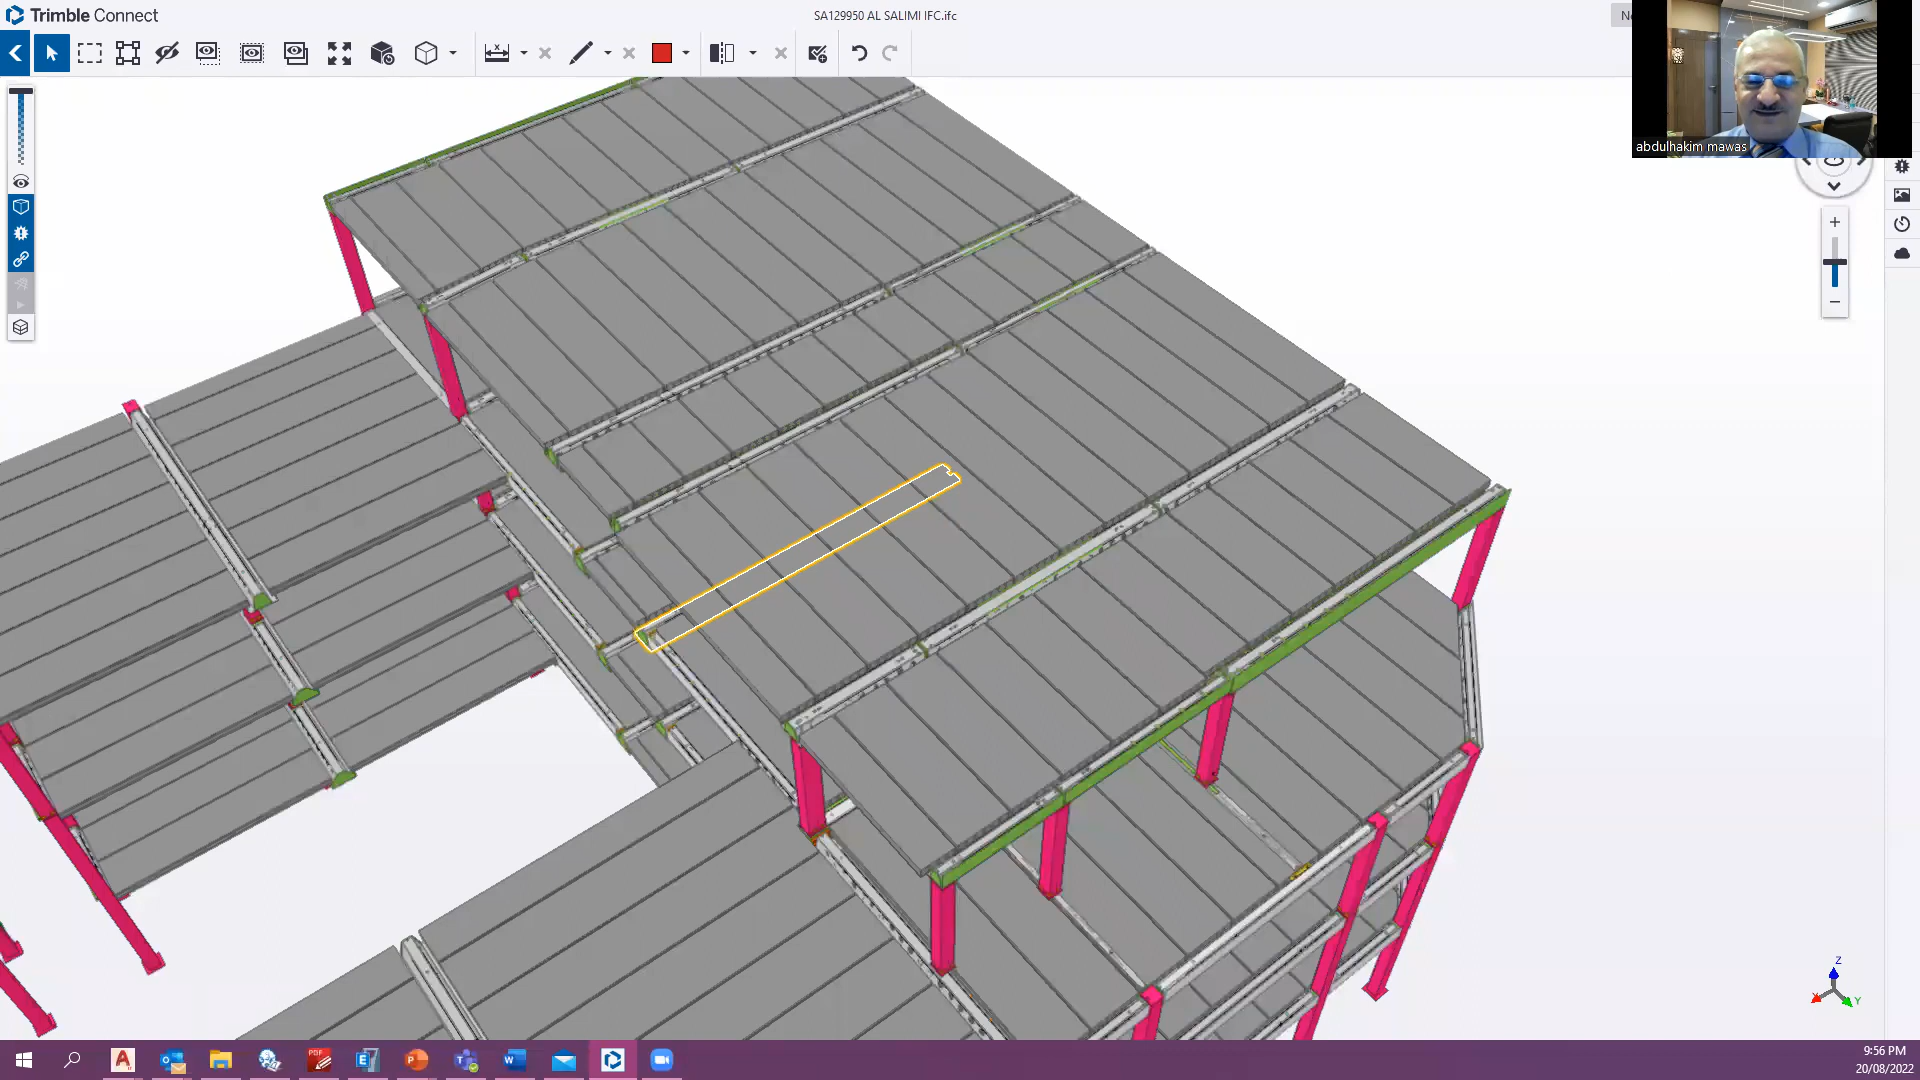 Trimble Connect
SA129950 AL SALIMI IFC.ifc
abdulhakim mawas
Z
X
Y
9:56 PM
20/08/2022